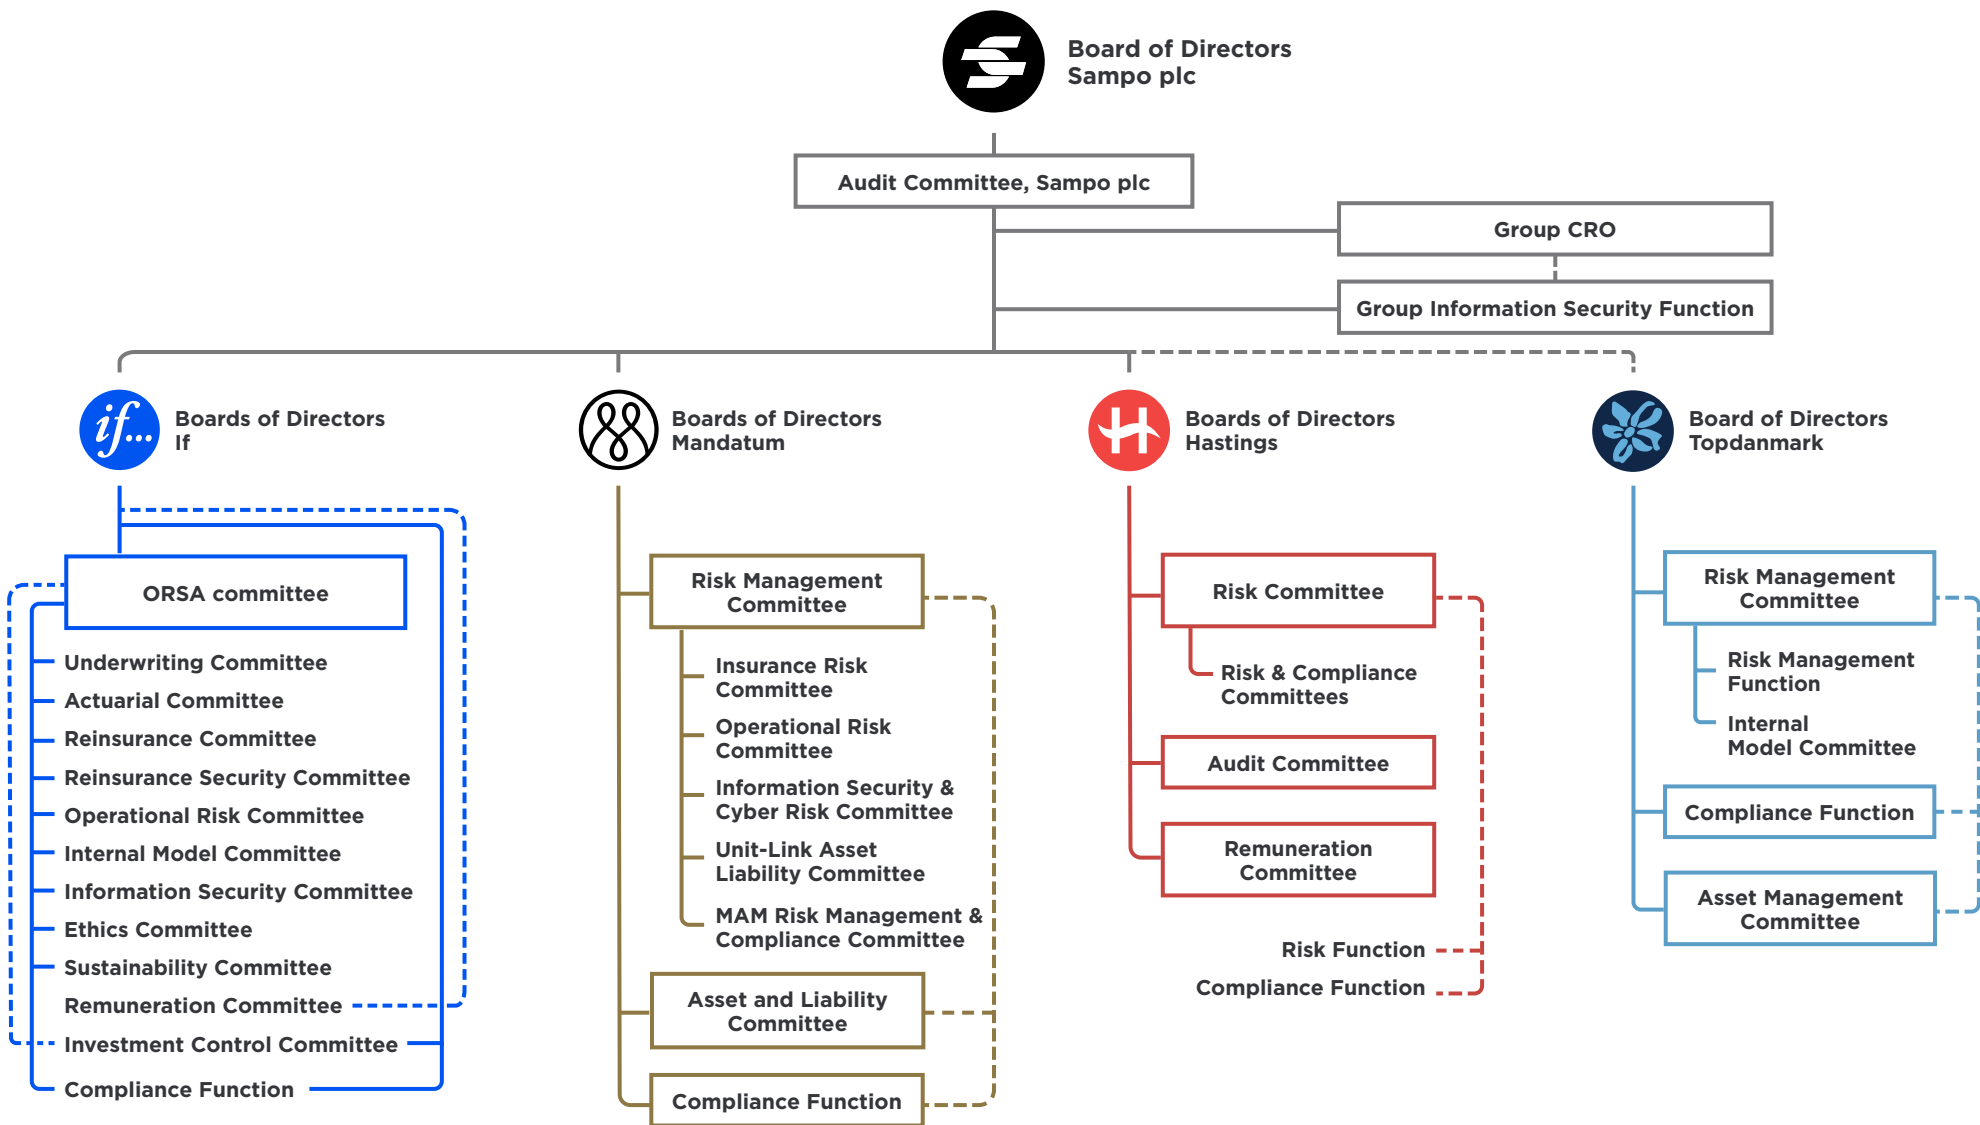 Board of Directors
Sampo plc
Audit Committee, Sampo plc
Group CRO
Group Information Security Function
if...
Boards of Directors
If
ORSA committee
Underwriting Committee
Actuarial Committee
Reinsurance Committee
Reinsurance Security Committee
Operational Risk Committee
Internal Model Committee
Information Security Committee
Ethics Committee
Sustainability Committee
Remuneration Committee
Investment Control Committee
Compliance Function
Boards of Directors
Mandatum
Risk Management
Committee
Insurance Risk
Committee
Operational Risk
Committee
Information Security &
Cyber Risk Committee
Unit-Link Asset
Liability Committee
MAM Risk Management &
Compliance Committee
Asset and Liability
Committee
Compliance Function
H
Boards of Directors
Hastings
Risk Committee
Risk & Compliance
Committees
Audit Committee
Remuneration
Committee
Risk Function
Compliance Function
Board of Directors
Topdanmark
Risk Management
Committee
Risk Management
Function
Internal
Model Committee
Compliance Function
Asset Management
Committee